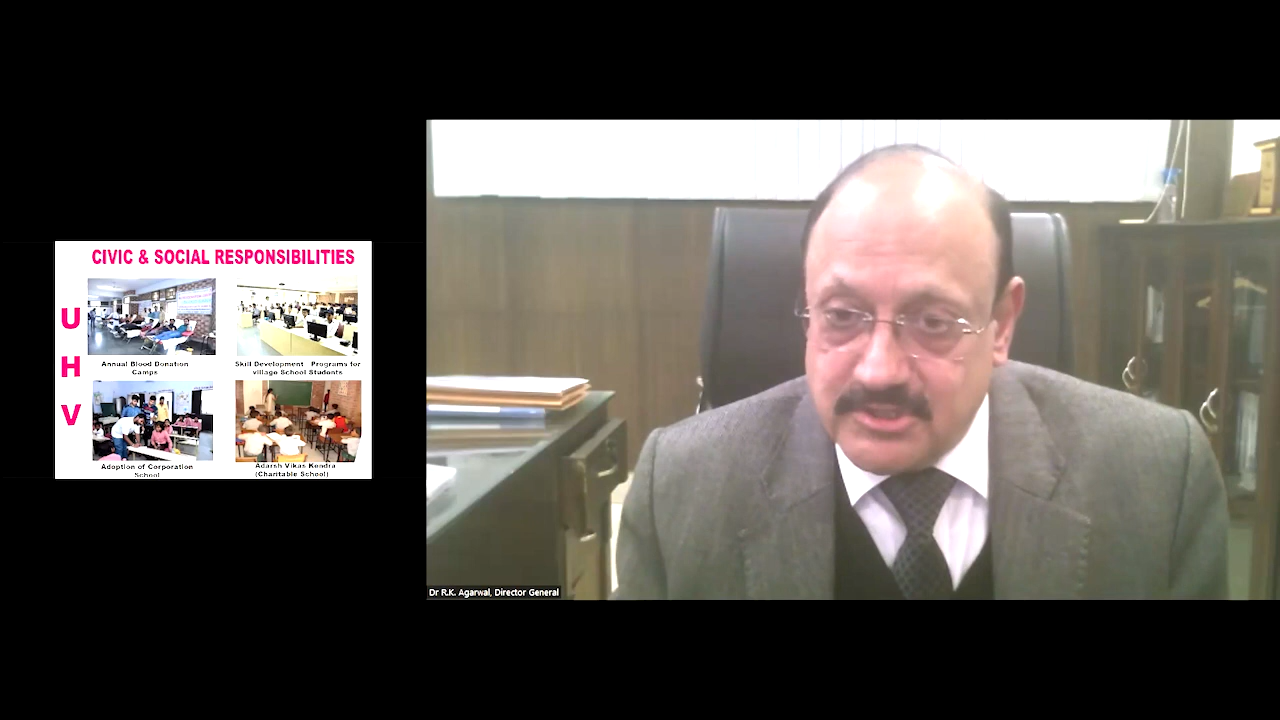 CIVIC & SOCIAL RESPONSIBILITIES
U
H
V
Annual Blood Donation
Camps
Skill Development Programs for
village School Students
Adoption of Corporation
School
Adarsh Vikas Kendra
(Charitable School)
Dr R.K. Agarwal, Director General